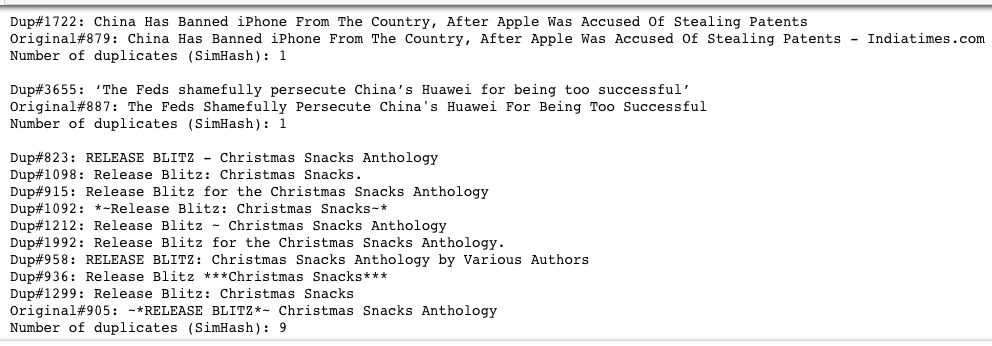 Dup#1722: China Has Banned iPhone From The Country, After Apple Was Accused Of Stealing Patents
Original#879: China Has Banned iPhone From The Country, After Apple Was Accused Of Stealing Patents – Indiatimes.com
Number of duplicates (SimHash): 1
Dup#3655: ‘The Feds shamefully persecute China’s Huawei for being too successful’
Original#887: The Feds Shamefully Persecute China's Huawei For Being Too Successful
Number of duplicates (SimHash): 1
Dup#823: RELEASE BLITZ – Christmas Snacks Anthology
Dup#1098: Release Blitz: Christmas Snacks.
Dup#915: Release Blitz for the Christmas Snacks Anthology
Dup#1092: *~Release Blitz: Christmas Snacks~*
Dup#1212: Release Blitz ~ Christmas Snacks Anthology
Dup#1992: Release Blitz for the Christmas Snacks Anthology.
Dup#958: RELEASE BLITZ: Christmas Snacks Anthology by Various Authors
Dup#936: Release Blitz ***Christmas Snacks***
Dup#1299: Release Blitz: Christmas Snacks
Original#905: ~*RELEASE BLITZ*~ Christmas Snacks Anthology
Number of duplicates (SimHash): 9